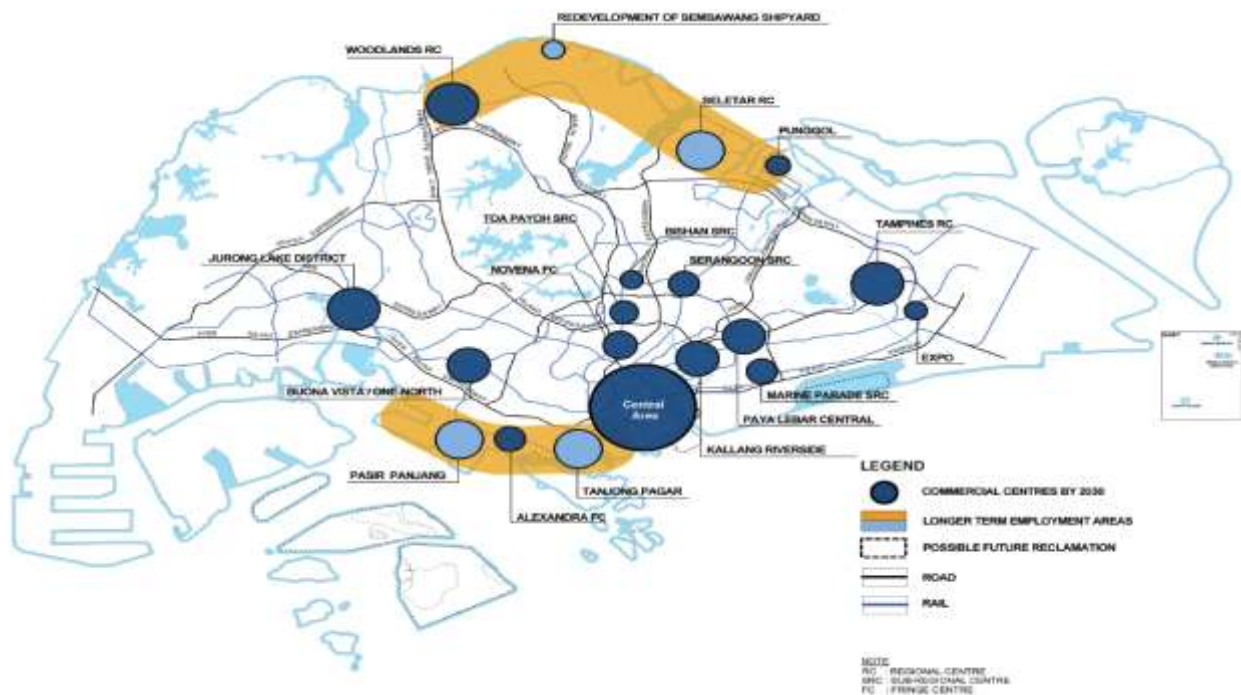 REDEVELOPMENT OF SEMBAWANG SHIPYARD
WOODLANDS RC
SELETAR RC
PUNGGOL
TOA PAYOH SRC
BISHAN SRC
TAMPINES RC
JURONG LAKE DISTRICT
NOVENA FC
SERANGOON SRC
EXPO
BUONA VISTA / ONE NORTH
Central
Area
MARINE PARADE SRC
PAYA LEBAR CENTRAL
KALLANG RIVERSIDE
PASIR PANJANG
TANJONG PAGAR
ALEXANDRA FC
LEGEND
COMMERCIAL CENTRES BY 2030
LONGER TERM EMPLOYMENT AREAS
POSSIBLE FUTURE RECLAMATION
ROAD
RAIL
NOTE
RC : REGIONAL CENTRE
SRC : SUB-REGIONAL CENTRE
FC : FRINGE CENTRE